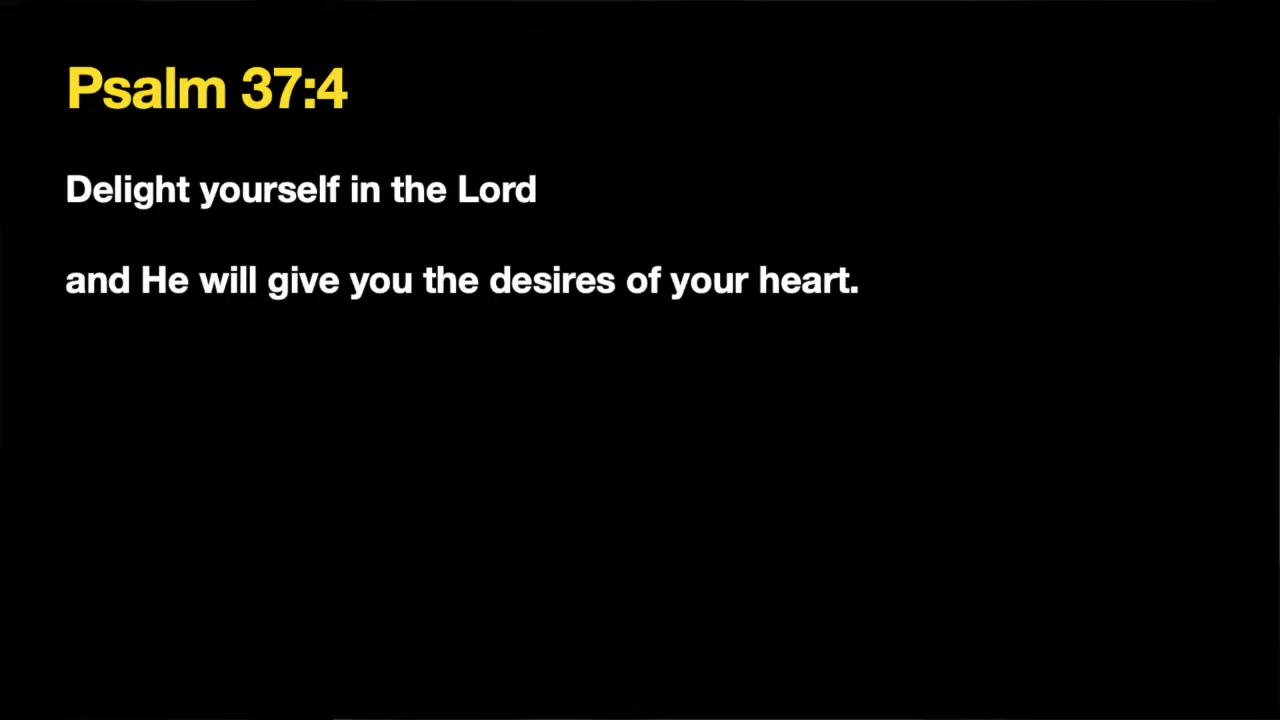 Psalm 37:4
Delight yourself in the Lord
and He will give you the desires of your heart.